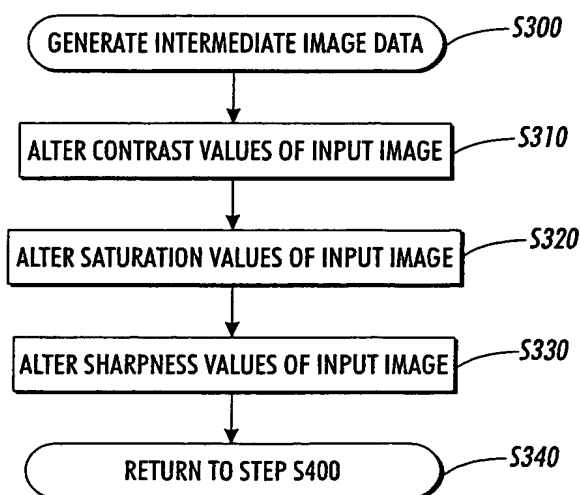 GENERATE INTERMEDIATE IMAGE DATA
S300
ALTER CONTRAST VALUES OF INPUT IMAGE
S310
ALTER SATURATION VALUES OF INPUT IMAGE
S320
ALTER SHARPNESS VALUES OF INPUT IMAGE
S330
RETURN TO STEP S400
S340